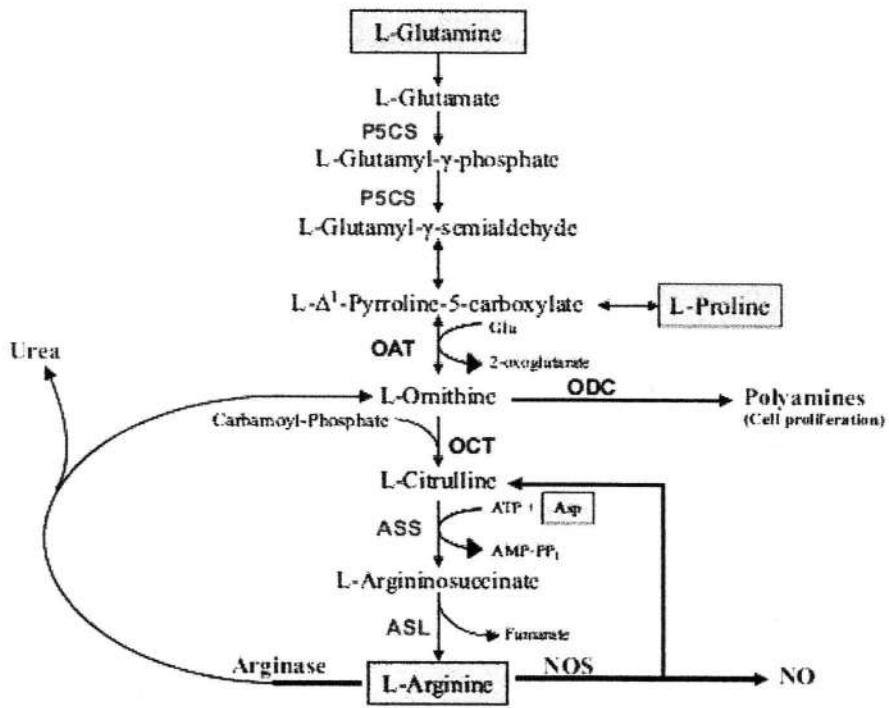 L-Glutamine
L-Glutamate
P5CS
L-Glutamyl-γ-phosphate
P5CS
L-Glutamyl-γ-semialdehyde
L-Δ¹-Pyrroline-5-carboxylate
L-Proline
Glu
Urea
OAT
2-oxoglutarate
L-Ornithine
ODC
Polyamines
(Cell proliferation)
Carbamoyl-Phosphate
OCT
L-Citrulline
ATP + Asp
ASS
AMP-PPi
L-Argininosuccinate
ASL
Fumarate
Arginase
L-Arginine
NOS
NO